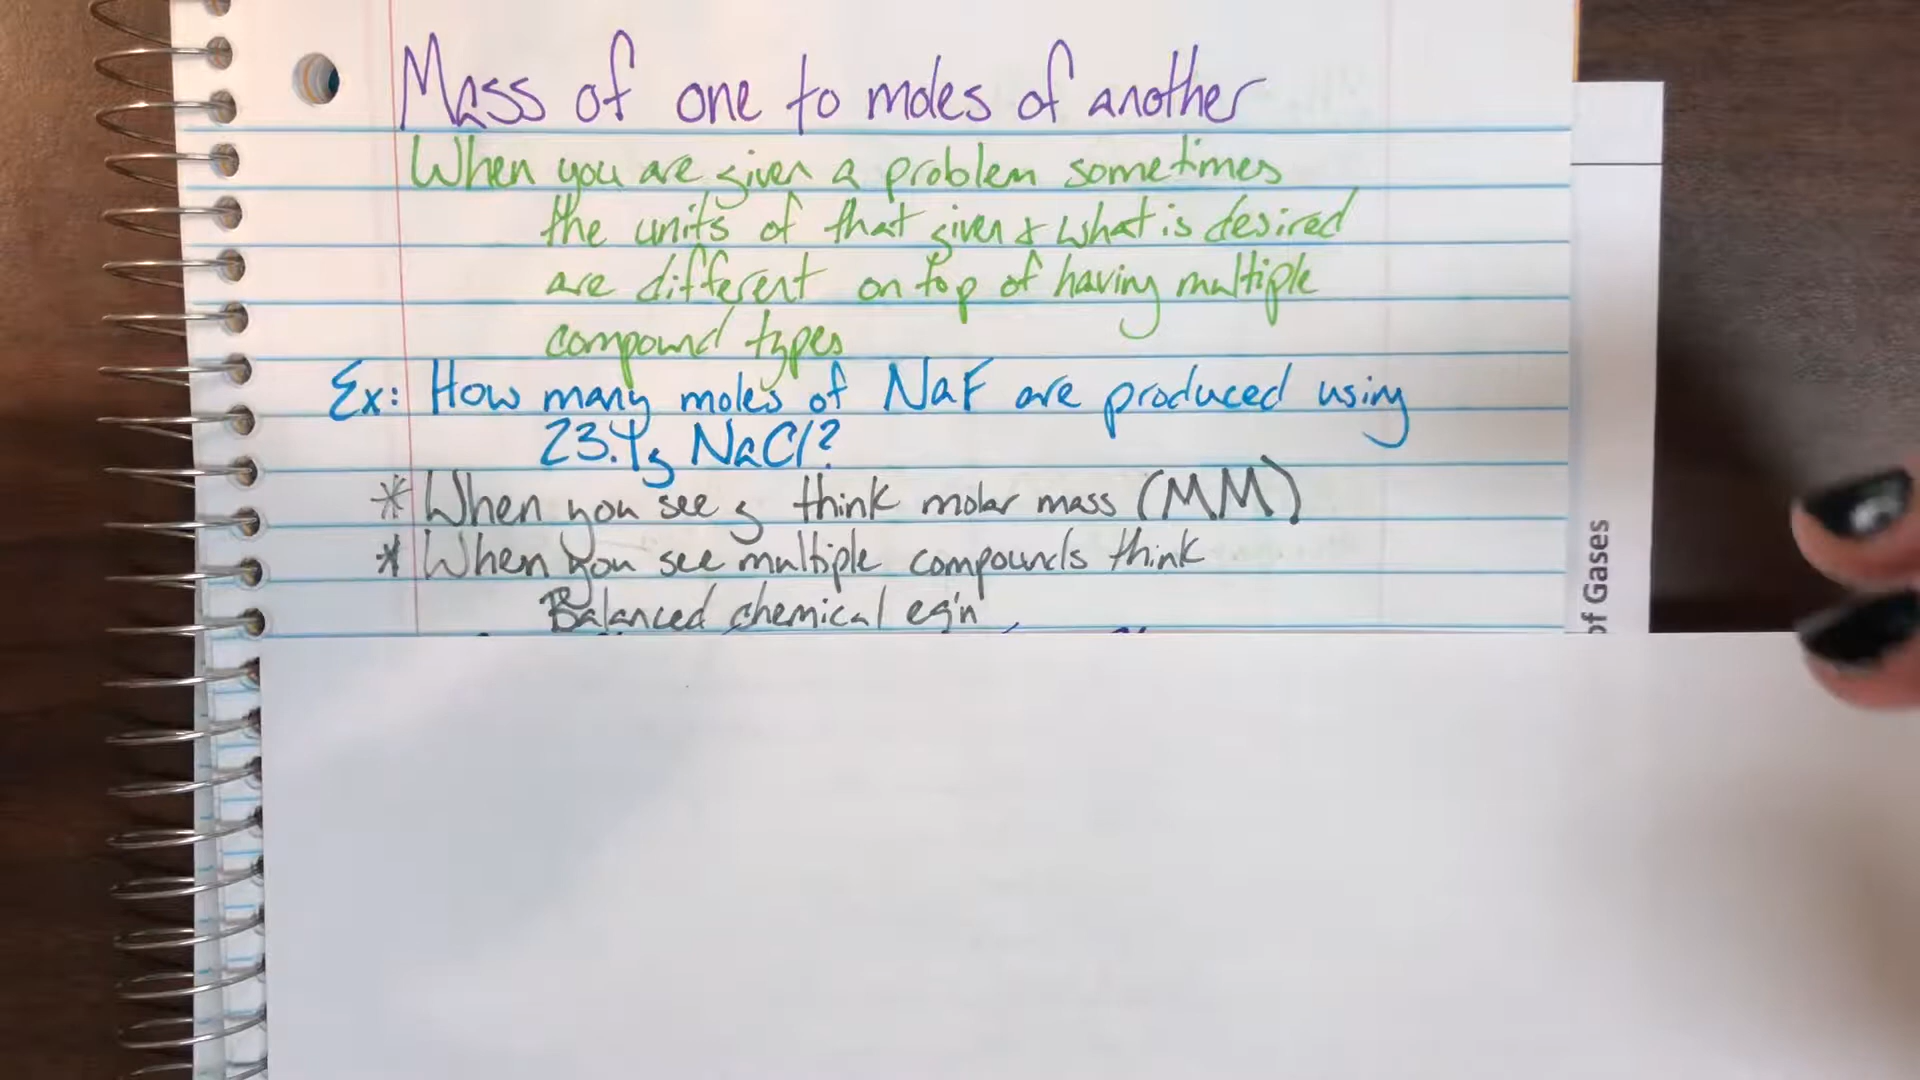 Mass of one to moles of another
When you are given a problem sometimes
the units of that given & what is desired
are different on top of having multiple
compound types
Ex: How many moles of NaF are produced using
23.4g NaCl?
* When you see g think molar mass (MM)
* When you see multiple compounds think
Balanced chemical eq'n
of Gases